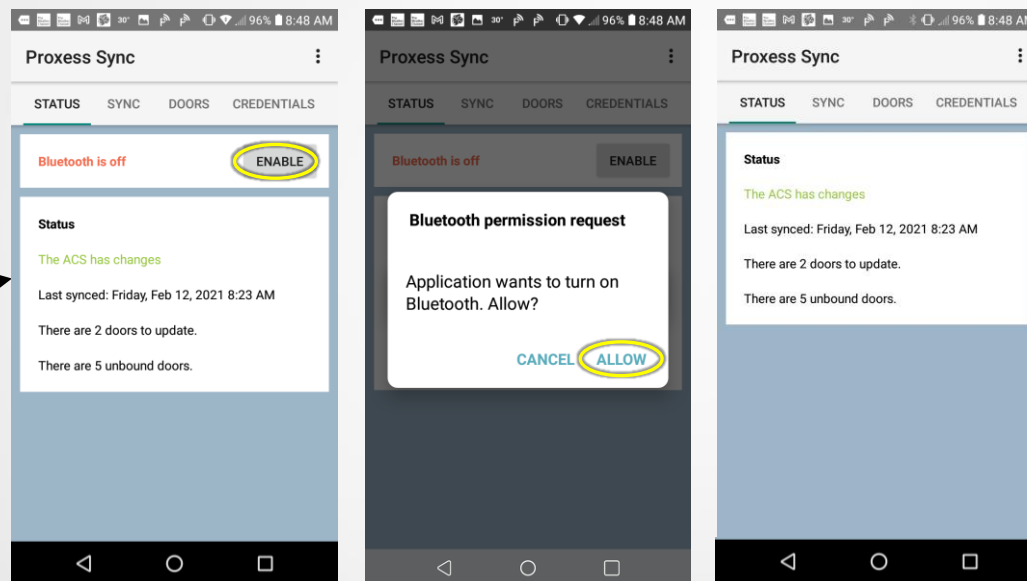 30° 96% 8:48 AM
Proxess Sync
STATUS SYNC DOORS CREDENTIALS
Bluetooth is off ENABLE
Status
The ACS has changes
Last synced: Friday, Feb 12, 2021 8:23 AM
There are 2 doors to update.
There are 5 unbound doors.
30° 96% 8:48 AM
Proxess Sync
STATUS SYNC DOORS CREDENTIALS
Bluetooth is off ENABLE
Bluetooth permission request
Application wants to turn on
Bluetooth. Allow?
CANCEL ALLOW
30° 96% 8:48 AM
Proxess Sync
STATUS SYNC DOORS CREDENTIALS
Status
The ACS has changes
Last synced: Friday, Feb 12, 2021 8:23 AM
There are 2 doors to update.
There are 5 unbound doors.